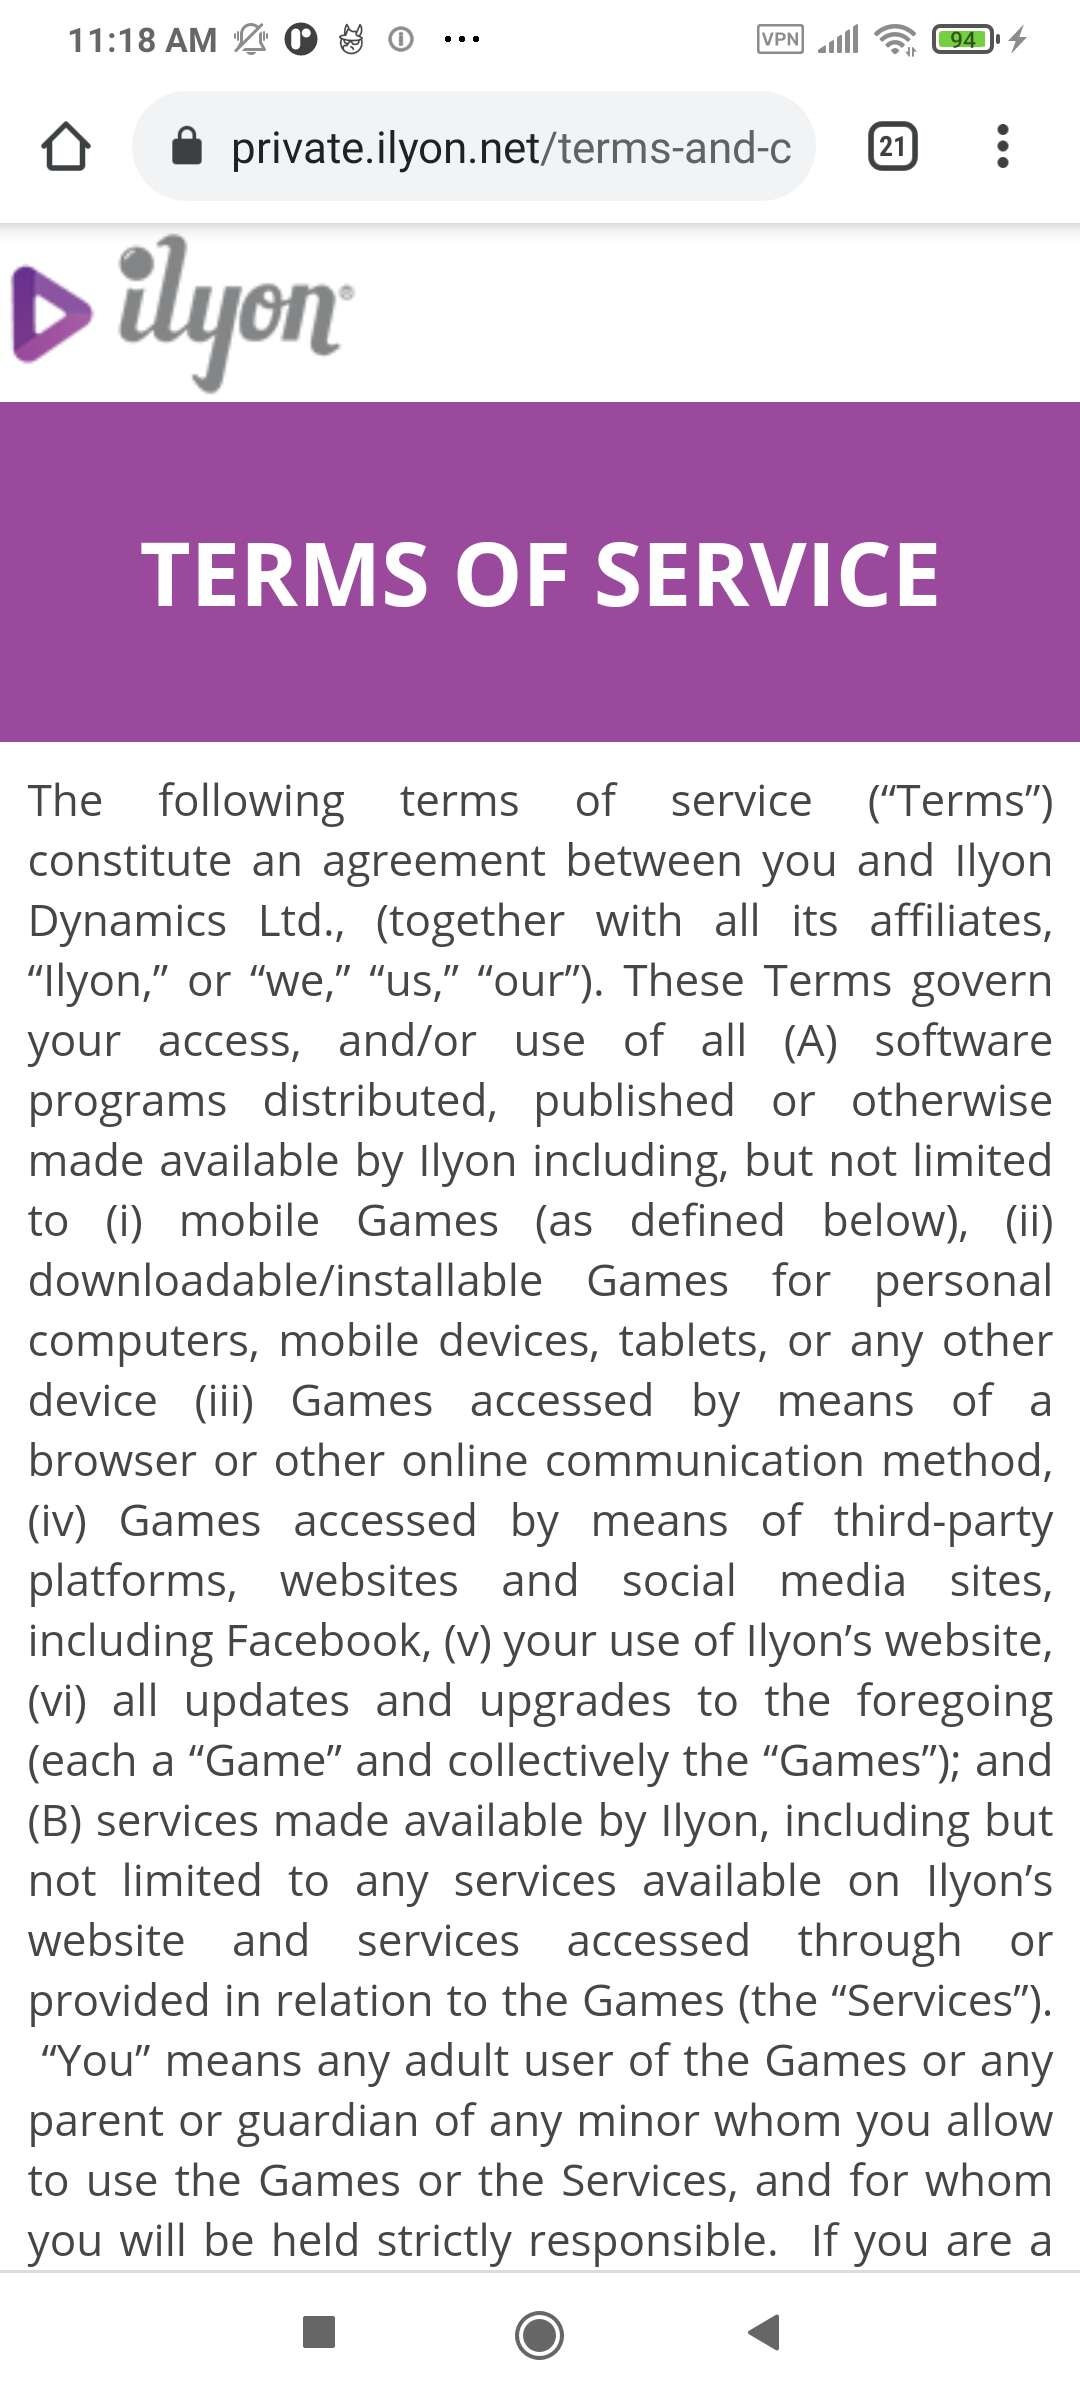 11:18 AM
VPN
94
private.ilyon.net/terms-and-c
21
ilyon®
TERMS OF SERVICE
The following terms of service (“Terms”)
constitute an agreement between you and Ilyon
Dynamics Ltd., (together with all its affiliates,
“Ilyon,” or “we,” “us,” “our”). These Terms govern
your access, and/or use of all (A) software
programs distributed, published or otherwise
made available by Ilyon including, but not limited
to (i) mobile Games (as defined below), (ii)
downloadable/installable Games for personal
computers, mobile devices, tablets, or any other
device (iii) Games accessed by means of a
browser or other online communication method,
(iv) Games accessed by means of third-party
platforms, websites and social media sites,
including Facebook, (v) your use of Ilyon’s website,
(vi) all updates and upgrades to the foregoing
(each a “Game” and collectively the “Games”); and
(B) services made available by Ilyon, including but
not limited to any services available on Ilyon’s
website and services accessed through or
provided in relation to the Games (the “Services”).
“You” means any adult user of the Games or any
parent or guardian of any minor whom you allow
to use the Games or the Services, and for whom
you will be held strictly responsible. If you are a